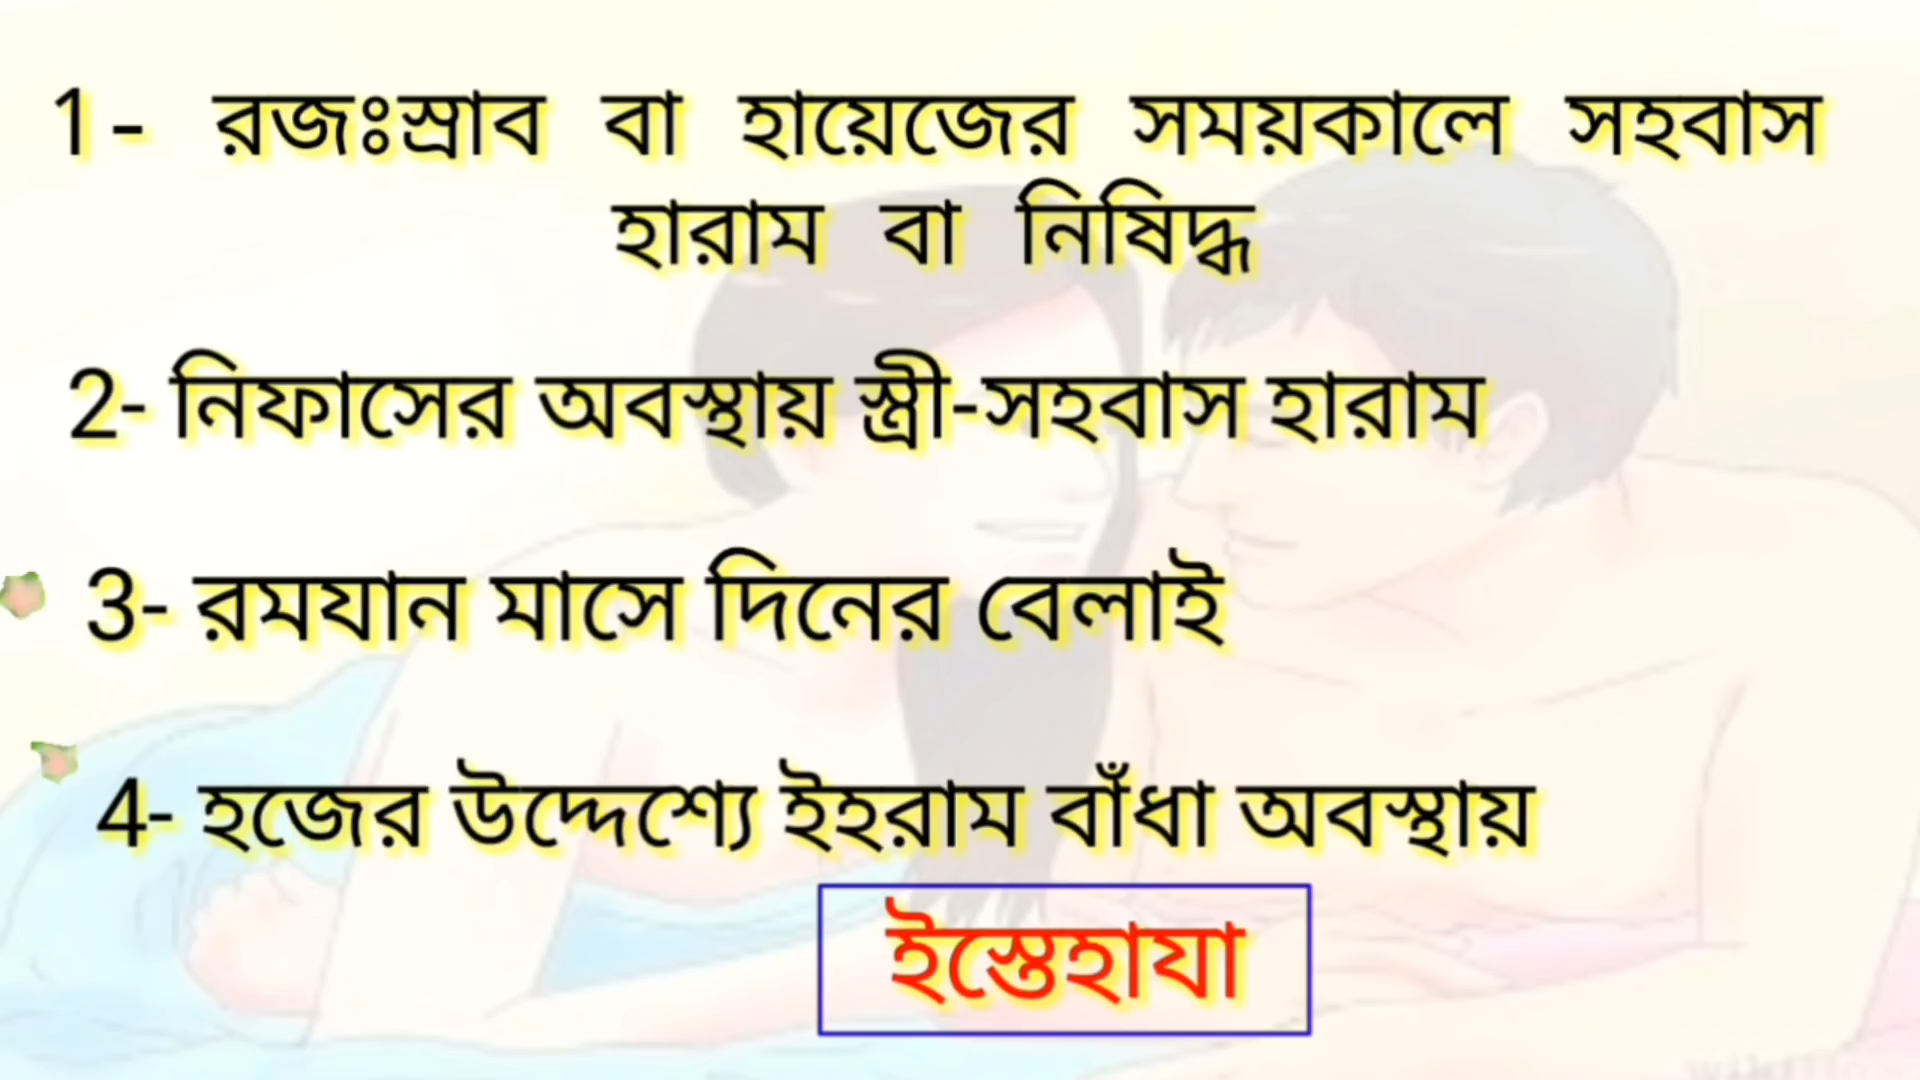 1- রজঃস্রাব বা হায়েজের সময়কালে সহবাস
হারাম বা নিষিদ্ধ
2- নিফাসের অবস্থায় স্ত্রী-সহবাস হারাম
3- রমযান মাসে দিনের বেলাই
4- হজের উদ্দেশ্যে ইহরাম বাঁধা অবস্থায়
ইস্তেহাযা